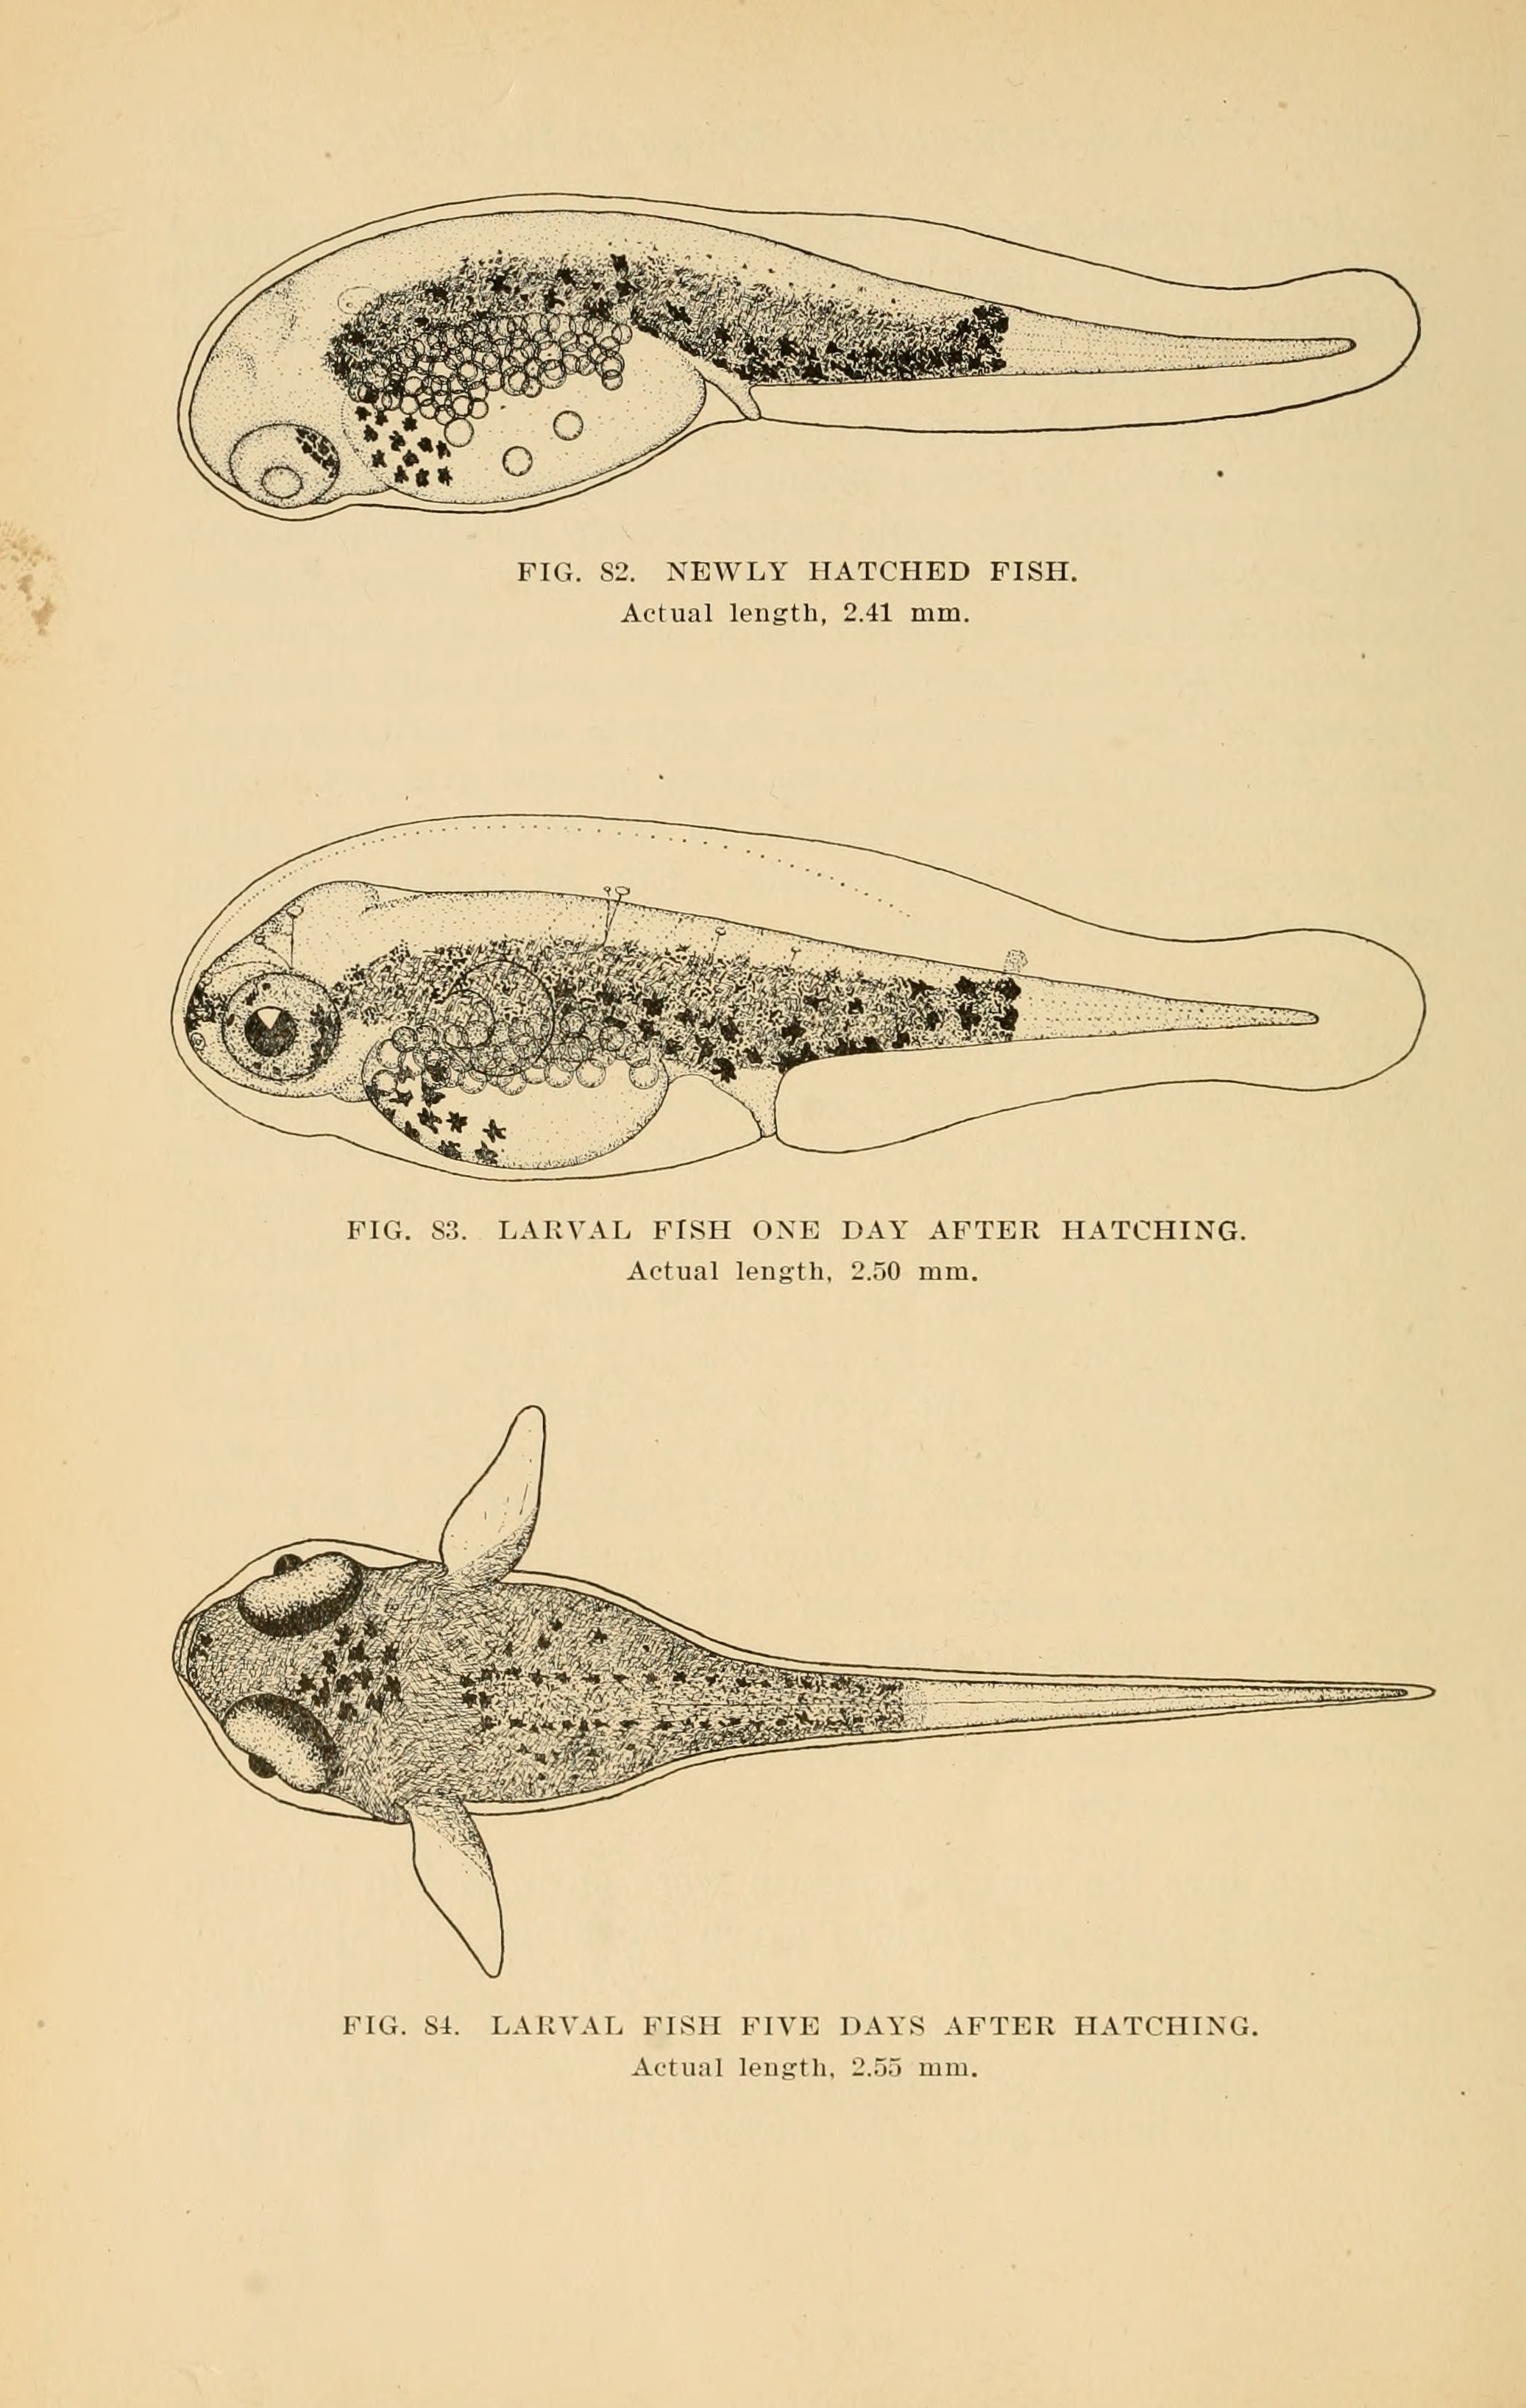 FIG. 82. NEWLY HATCHED FISH.
Actual length, 2.41 mm.
FIG. 83. LARVAL FISH ONE DAY AFTER HATCHING.
Actual length, 2.50 mm.
FIG. 84. LARVAL FISH FIVE DAYS AFTER HATCHING.
Actual length, 2.55 mm.